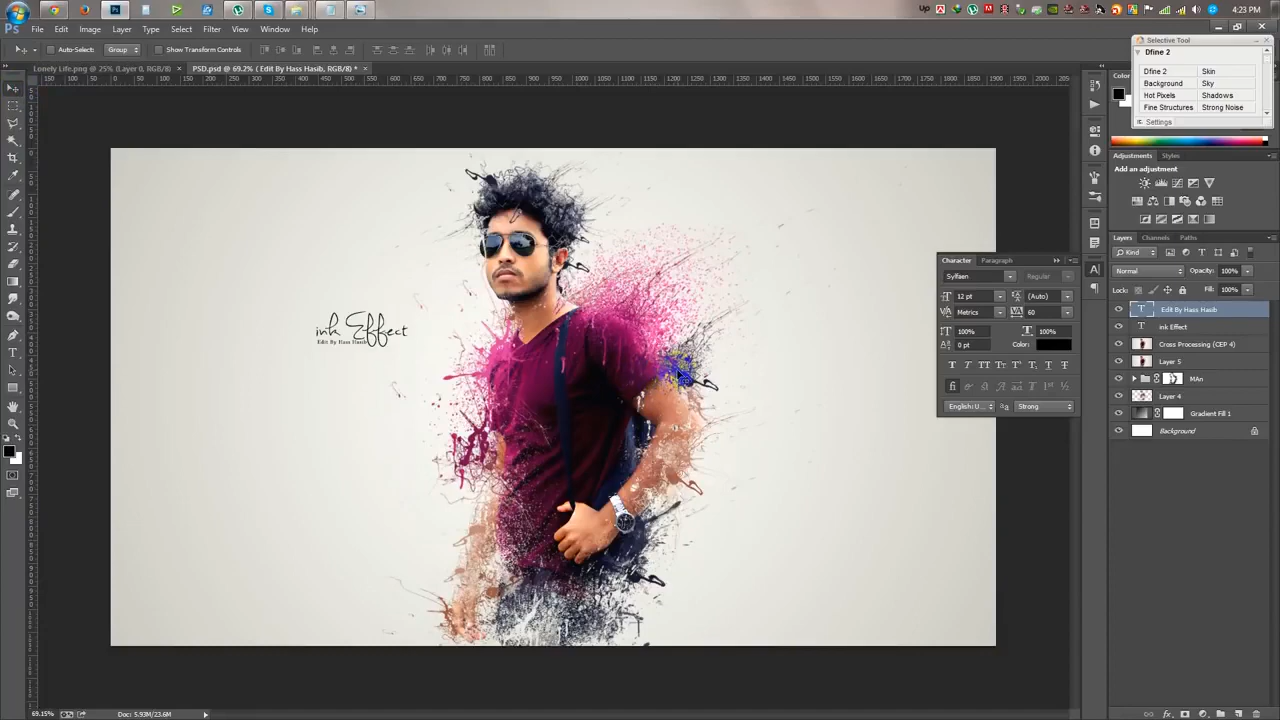 Up
4:23 PM
PS File Edit Image Layer Type Select Filter View Window Help
Auto-Select: Group Show Transform Controls
Selective Tool
Dfine 2
Dfine 2 Skin
Background Sky
Hot Pixels Shadows
Fine Structures Strong Noise
Settings
Lonely Life.png @ 25% (Layer 0, RGB/8) × PSD.psd @ 69.2% ( Edit By Hass Hasib, RGB/8) * ×
Color
Adjustments Styles
Add an adjustment
Layers Channels Paths
Kind
Normal Opacity: 100%
Lock: Fill: 100%
T Edit By Hass Hasib
T ink Effect
Cross Processing (CEP 4)
Layer 5
MAn
Layer 4
Gradient Fill 1
Background
Character Paragraph
Sylfaen Regular
12 pt (Auto)
Metrics 60
100% 100%
0 pt Color:
English: U... Strong
ink Effect
Edit By Hass Hasib
69.15% Doc: 5.93M/23.6M